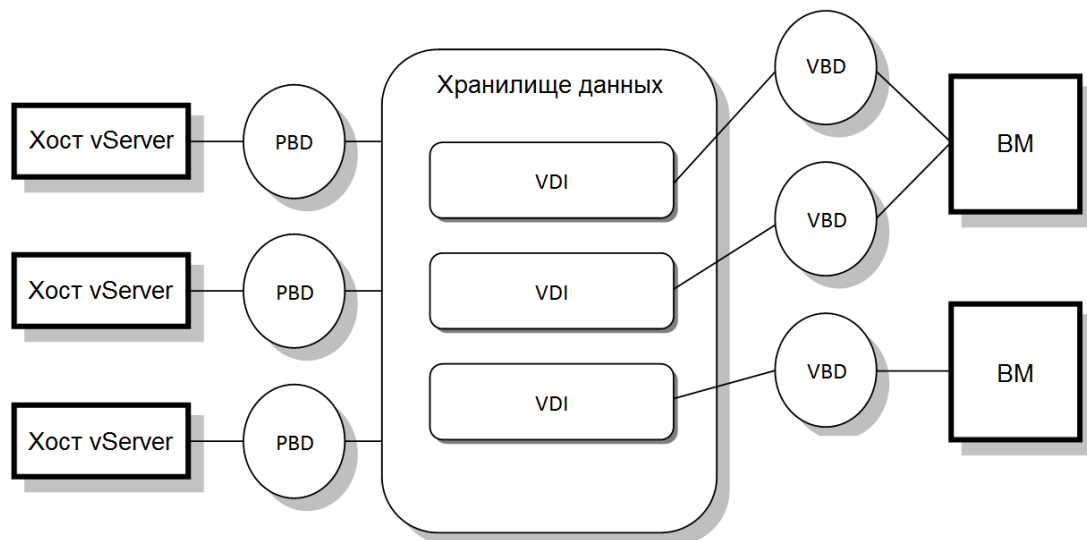 Хранилище данных
VBD
Хост vServer
PBD
VDI
VBD
ВМ
Хост vServer
PBD
VDI
VBD
Хост vServer
PBD
VDI
ВМ